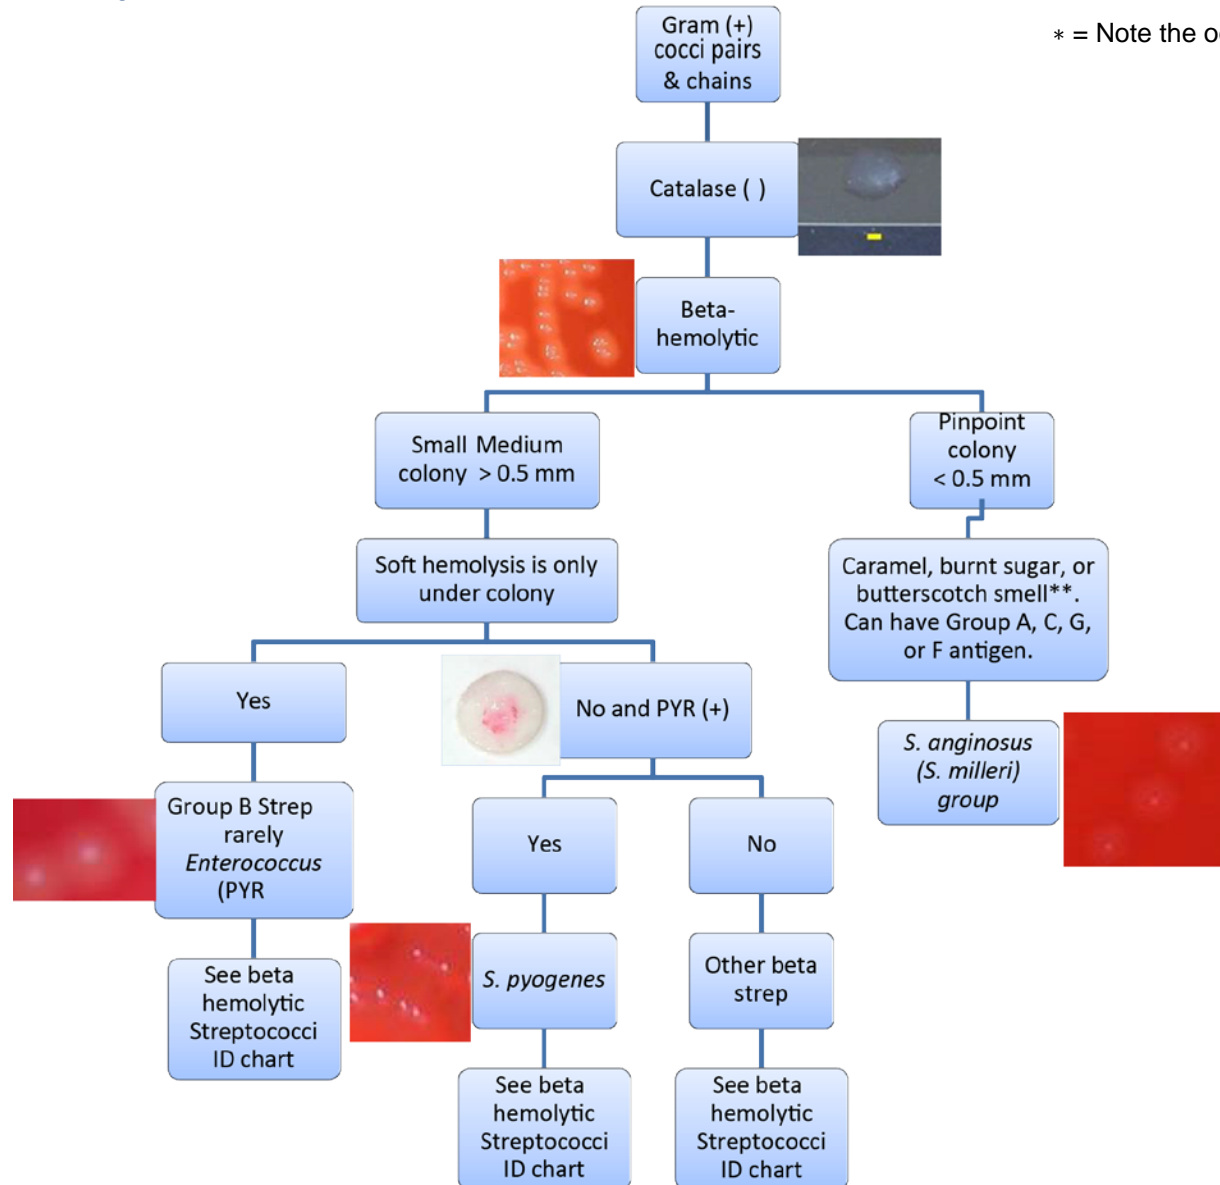 Gram (+)
cocci pairs
& chains
* = Note the
Catalase ( )
Beta-
hemolytic
Small Medium
colony > 0.5 mm
Pinpoint
colony
< 0.5 mm
Soft hemolysis is only
under colony
Caramel, burnt sugar, or
butterscotch smell**.
Can have Group A, C, G,
or F antigen.
Yes
No and PYR (+)
S. anginosus
(S. milleri)
group
Group B Strep
rarely
Enterococcus
(PYR
Yes
No
See beta
hemolytic
Streptococci
ID chart
S. pyogenes
Other beta
strep
See beta
hemolytic
Streptococci
ID chart
See beta
hemolytic
Streptococci
ID chart